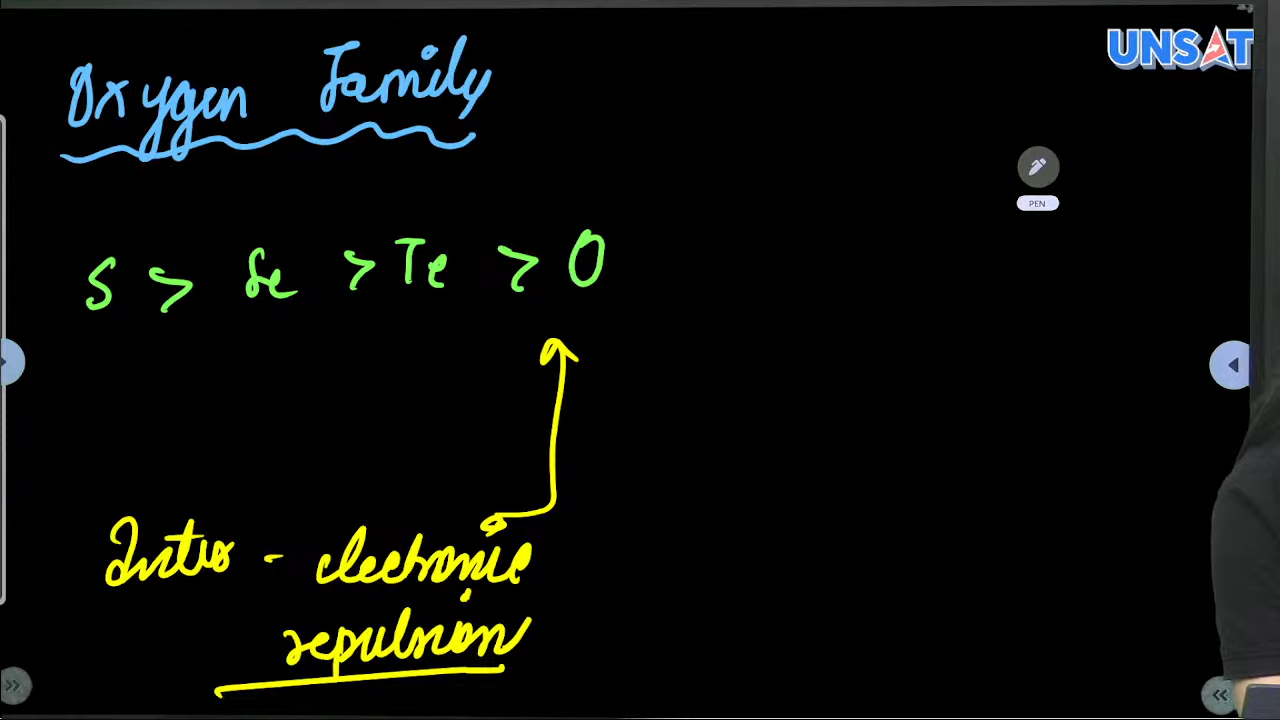 Oxygen Family
UNSAT
PEN
S > Se > Te > O
Inter - electronic
repulsion